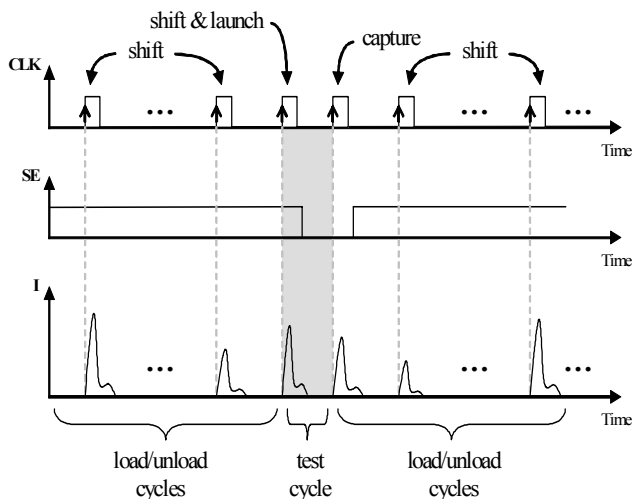 shift & launch
shift
capture
shift
CLK
•••
•••
•••
Time
SE
Time
I
•••
•••
•••
Time
load/unload
cycles
test
cycle
load/unload
cycles